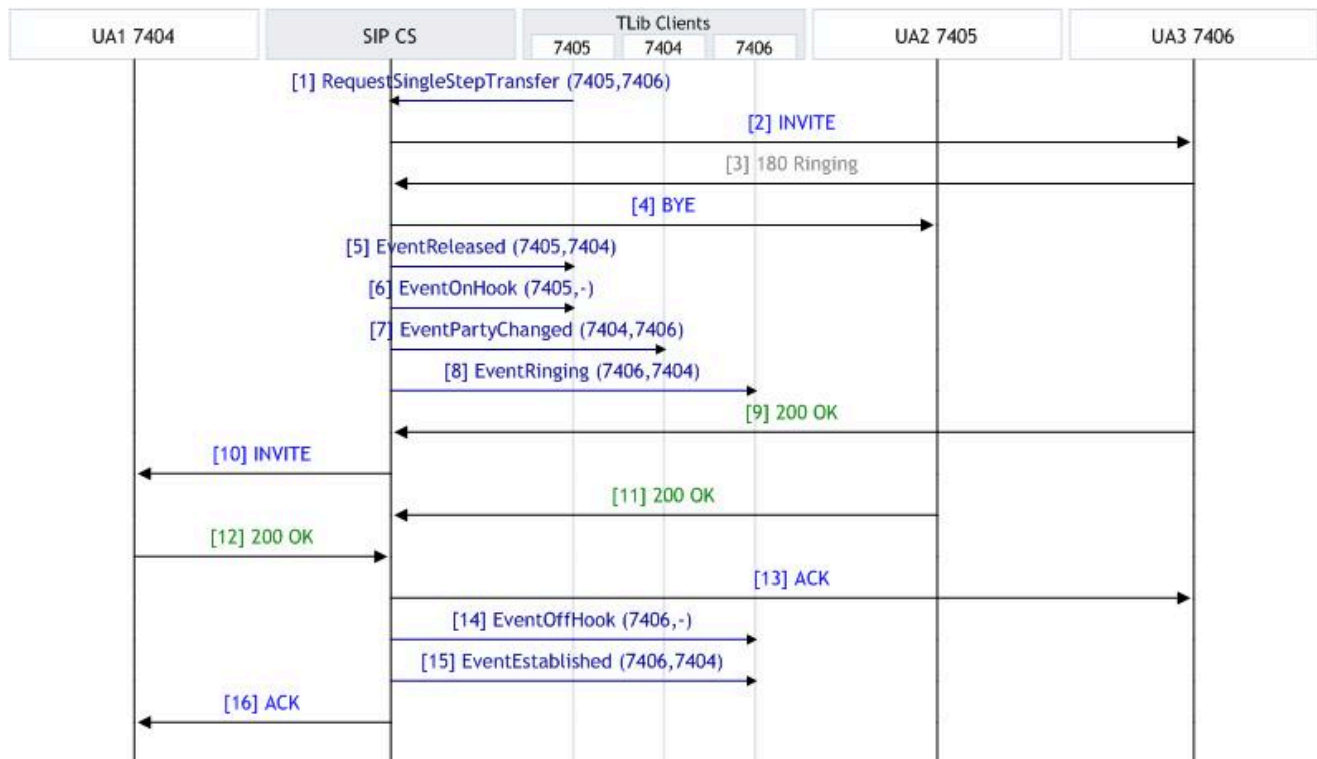 UA1 7404
SIP CS
TLib Clients
7405
7404
7406
UA2 7405
UA3 7406
[1] RequestSingleStepTransfer (7405,7406)
[2] INVITE
[3] 180 Ringing
[4] BYE
[5] EventReleased (7405,7404)
[6] EventOnHook (7405,-)
[7] EventPartyChanged (7404,7406)
[8] EventRinging (7406,7404)
[9] 200 OK
[10] INVITE
[11] 200 OK
[12] 200 OK
[13] ACK
[14] EventOffHook (7406,-)
[15] EventEstablished (7406,7404)
[16] ACK